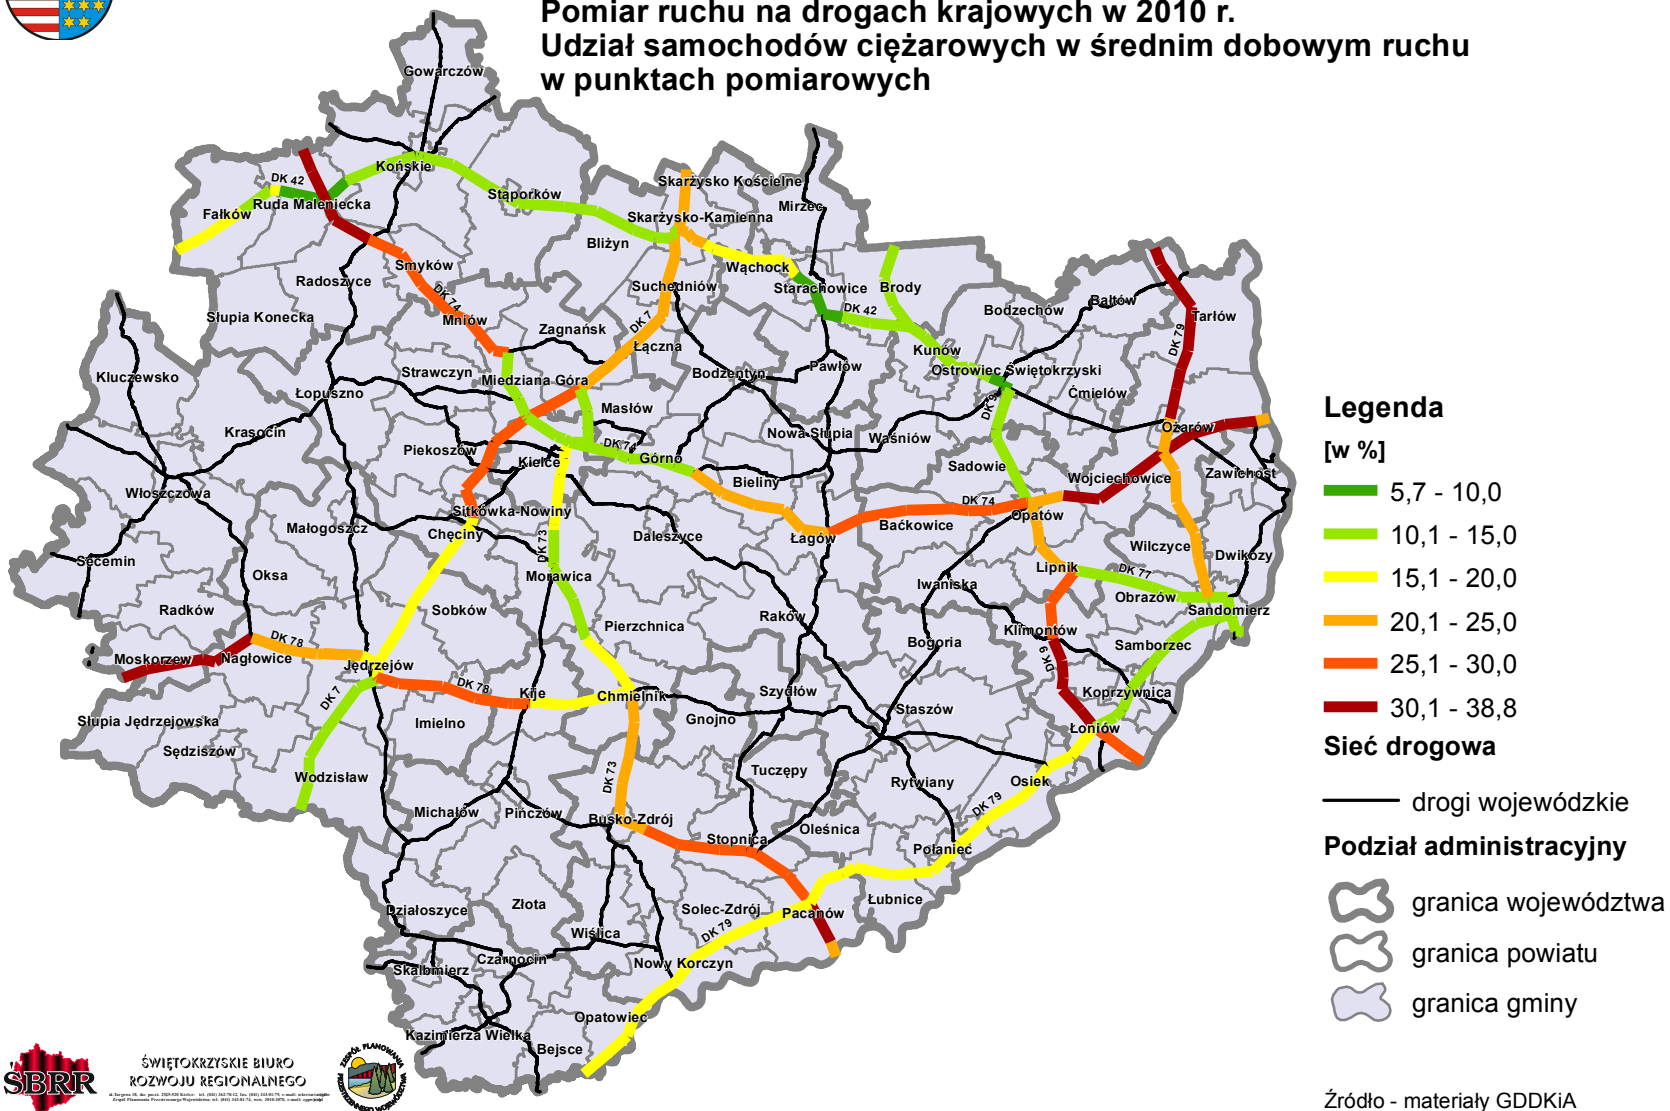 Pomiar ruchu na drogach krajowych w 2010 r.
Udział samochodów ciężarowych w średnim dobowym ruchu
w punktach pomiarowych
Gowarczów
Końskie
DK 42
Ruda Maleniecka
Fałków
Stąporków
Skarżysko Kościelne
Mirzec
Skarżysko-Kamienna
Bliżyn
Wąchock
Smyków
Radoszyce
DK 74
Suchedniów
Starachowice
Brody
DK 42
Bodzechów
Bałtów
Tarłów
Słupia Konecka
Mniów
Zagnańsk
DK 7
Łączna
DK 79
Kunów
Kluczewsko
Strawczyn
Miedziana Góra
Bodzentyn
Pawłów
Ostrowiec Świętokrzyski
Łopuszno
Masłów
DK 9
Ćmielów
Krasocin
Nowa Słupia
Waśniów
Ożarów
Piekoszów
Kielce
DK 74
Górno
Sadowie
Wojciechowice
Zawichost
Włoszczowa
Bieliny
DK 74
Sitkówka-Nowiny
Małogoszcz
Chęciny
DK 73
Daleszyce
Łagów
Baćkowice
Opatów
Wilczyce
Dwikozy
Secemin
Oksa
Morawica
Iwaniska
Lipnik
DK 77
Obrazów
Radków
Sobków
Pierzchnica
Raków
Sandomierz
DK 78
Klimontów
Bogoria
Samborzec
Moskorzew
Nagłowice
Jędrzejów
DK 9
DK 78
Kije
Chmielnik
Szydłów
Koprzywnica
DK 7
Słupia Jędrzejowska
Imielno
Gnojno
Staszów
Łoniów
Sędziszów
Wodzisław
DK 73
Tuczępy
Rytwiany
Osiek
DK 79
Michałów
Pińczów
Busko-Zdrój
Stopnica
Oleśnica
Połaniec
Działoszyce
Złota
Solec-Zdrój
Pacanów
Łubnice
DK 79
Wiślica
Skalbmierz
Czarnocin
Nowy Korczyn
Opatowiec
Kazimierza Wielka
Bejsce
Legenda
[w %]
5,7 - 10,0
10,1 - 15,0
15,1 - 20,0
20,1 - 25,0
25,1 - 30,0
30,1 - 38,8
Sieć drogowa
drogi wojewódzkie
Podział administracyjny
granica województwa
granica powiatu
granica gminy
Źródło - materiały GDDKiA
ŚBRR
ŚWIĘTOKRZYSKIE BIURO
ROZWOJU REGIONALNEGO
ZESPÓŁ PLANOWANIA
PRZESTRZENNEGO WOJEWÓDZTWA